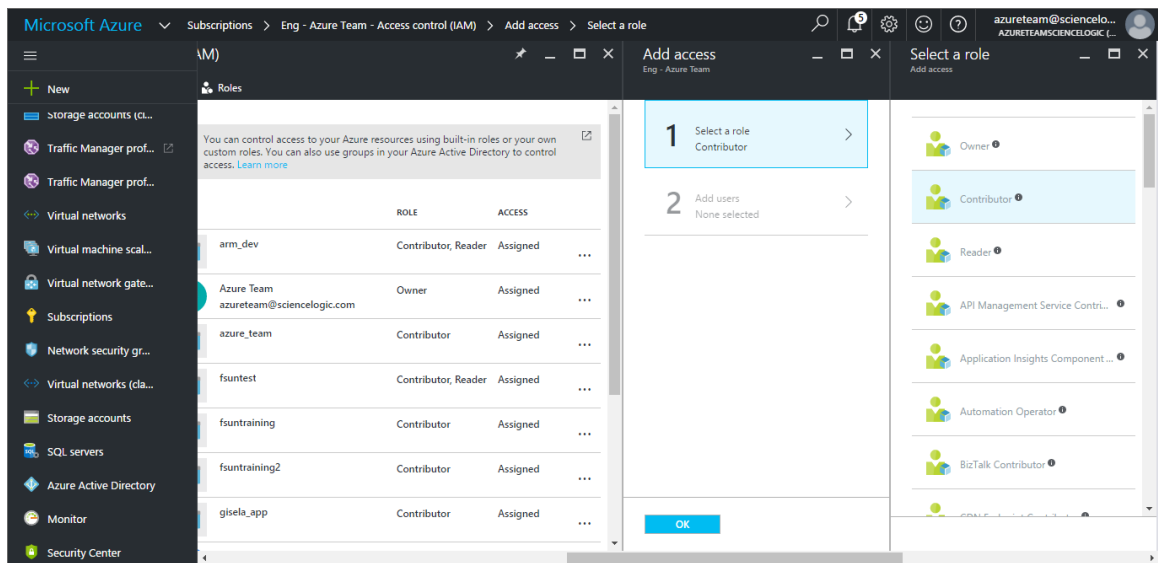 Microsoft Azure
Subscriptions > Eng - Azure Team - Access control (IAM) > Add access > Select a role
5
azureteam@sciencelo...
AZURETEAMSCIENCELOGIC (...
New
Storage accounts (cl...
Traffic Manager prof...
Traffic Manager prof...
Virtual networks
Virtual machine scal...
Virtual network gate...
Subscriptions
Network security gr...
Virtual networks (cla...
Storage accounts
SQL servers
Azure Active Directory
Monitor
Security Center
AM)
Roles
You can control access to your Azure resources using built-in roles or your own
custom roles. You can also use groups in your Azure Active Directory to control
access. Learn more
ROLE ACCESS
arm_dev Contributor, Reader Assigned ...
Azure Team Owner Assigned ...
azureteam@sciencelogic.com
azure_team Contributor Assigned ...
fsuntest Contributor, Reader Assigned ...
fsuntraining Contributor Assigned ...
fsuntraining2 Contributor Assigned ...
gisela_app Contributor Assigned ...
Add access
Eng - Azure Team
1 Select a role
Contributor
2 Add users
None selected
OK
Select a role
Add access
Owner
Contributor
Reader
API Management Service Contri...
Application Insights Component ...
Automation Operator
BizTalk Contributor